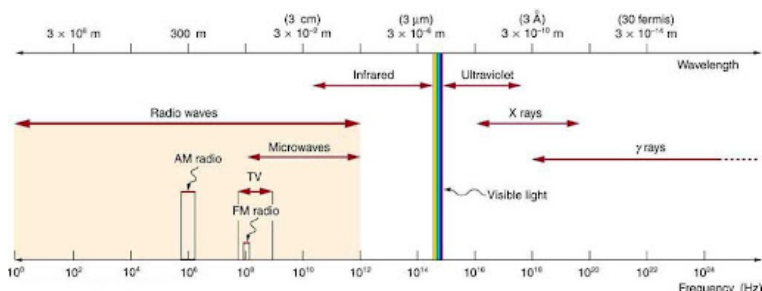 (3 cm) (3 μm) (3 Å) (30 fermis)
3 × 10⁶ m 300 m 3 × 10⁻² m 3 × 10⁻⁶ m 3 × 10⁻¹⁰ m 3 × 10⁻¹⁴ m
Wavelength
Infrared Ultraviolet
Radio waves X rays
Microwaves γ rays
AM radio
TV
Visible light
FM radio
10⁰ 10² 10⁴ 10⁶ 10⁸ 10¹⁰ 10¹² 10¹⁴ 10¹⁶ 10¹⁸ 10²⁰ 10²² 10²⁴
Frequency (Hz)